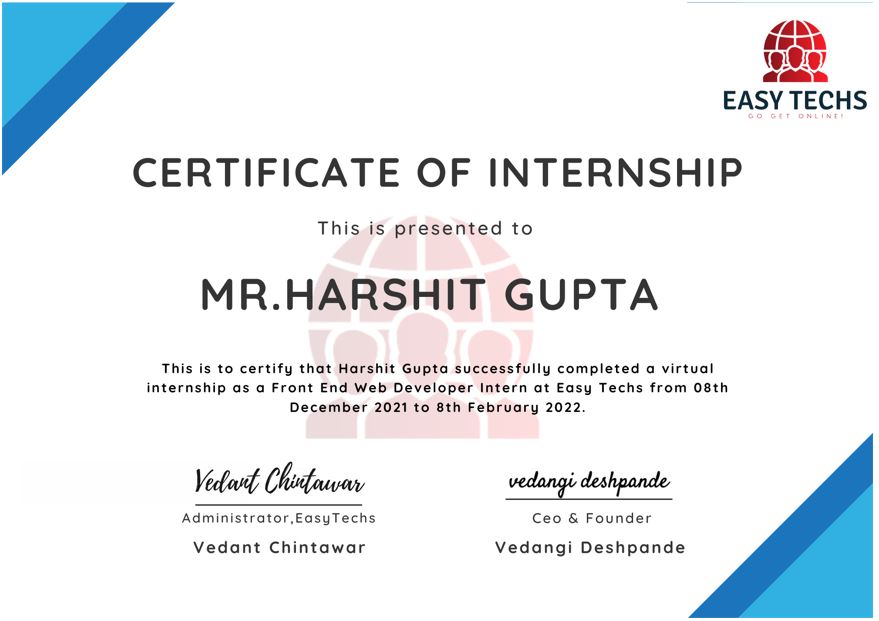 EASY TECHS
GO GET ONLINE!
CERTIFICATE OF INTERNSHIP
This is presented to
MR.HARSHIT GUPTA
This is to certify that Harshit Gupta successfully completed a virtual
internship as a Front End Web Developer Intern at Easy Techs from 08th
December 2021 to 8th February 2022.
Vedant Chintawar
Administrator,EasyTechs
Vedant Chintawar
vedangi deshpande
Ceo & Founder
Vedangi Deshpande